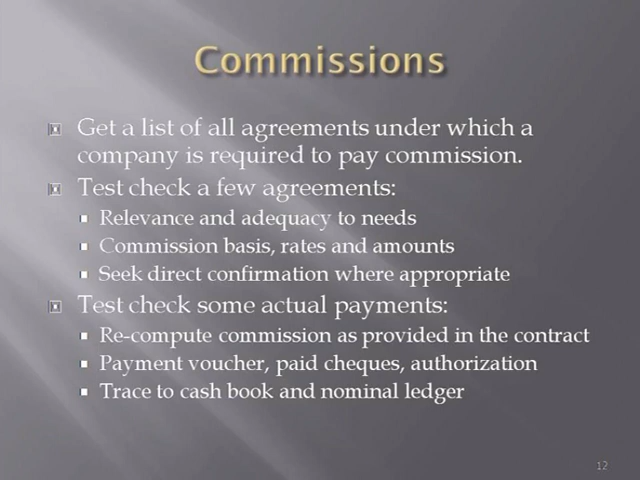 Commissions
Get a list of all agreements under which a
company is required to pay commission.
Test check a few agreements:
Relevance and adequacy to needs
Commission basis, rates and amounts
Seek direct confirmation where appropriate
Test check some actual payments:
Re-compute commission as provided in the contract
Payment voucher, paid cheques, authorization
Trace to cash book and nominal ledger
12